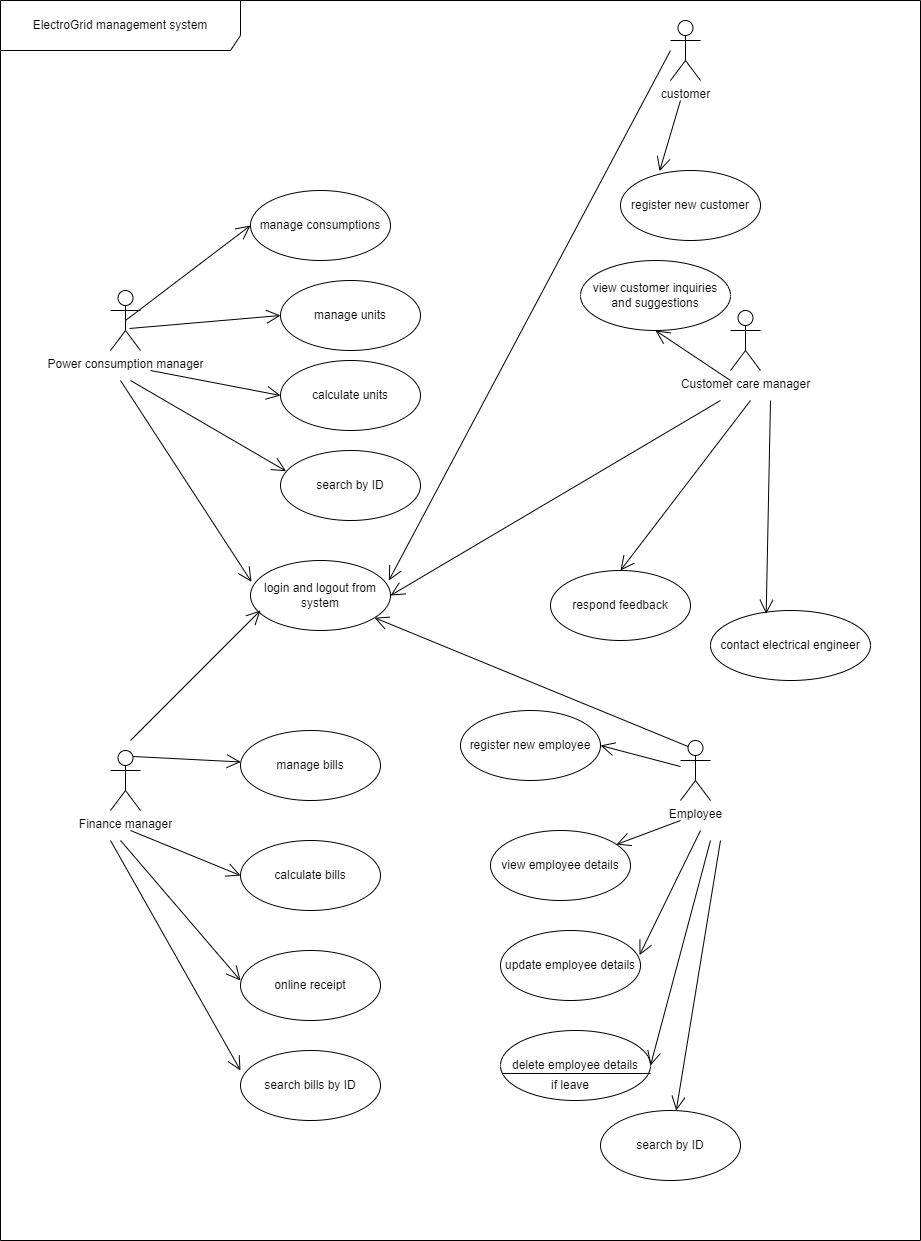 ElectroGrid management system
customer
register new customer
manage consumptions
view customer inquiries
and suggestions
manage units
Power consumption manager
Customer care manager
calculate units
search by ID
login and logout from
system
respond feedback
contact electrical engineer
register new employee
manage bills
Finance manager
Employee
view employee details
calculate bills
update employee details
online receipt
delete employee details
if leave
search bills by ID
search by ID